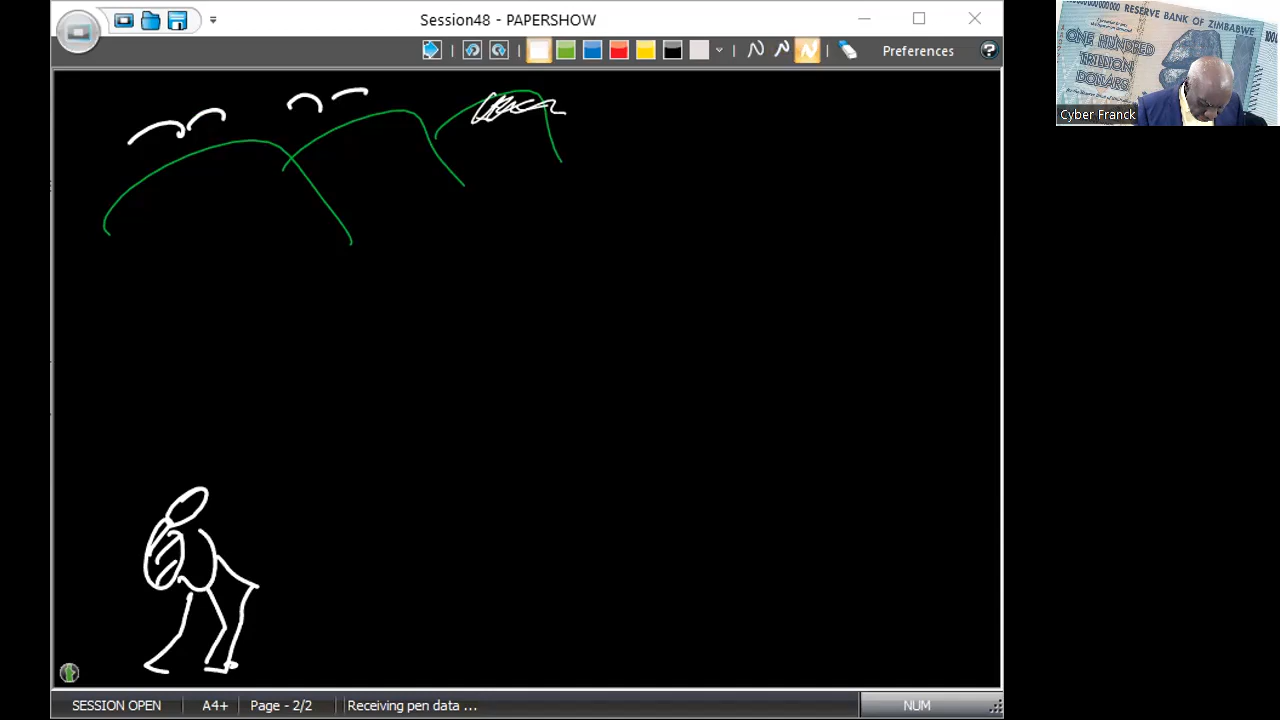 Session48 - PAPERSHOW
Preferences
RESERVE BANK OF ZIMBABWE
ONE HUNDRED
TRILLION
DOLLARS
Cyber Franck
SESSION OPEN
A4+
Page - 2/2
Receiving pen data ...
NUM